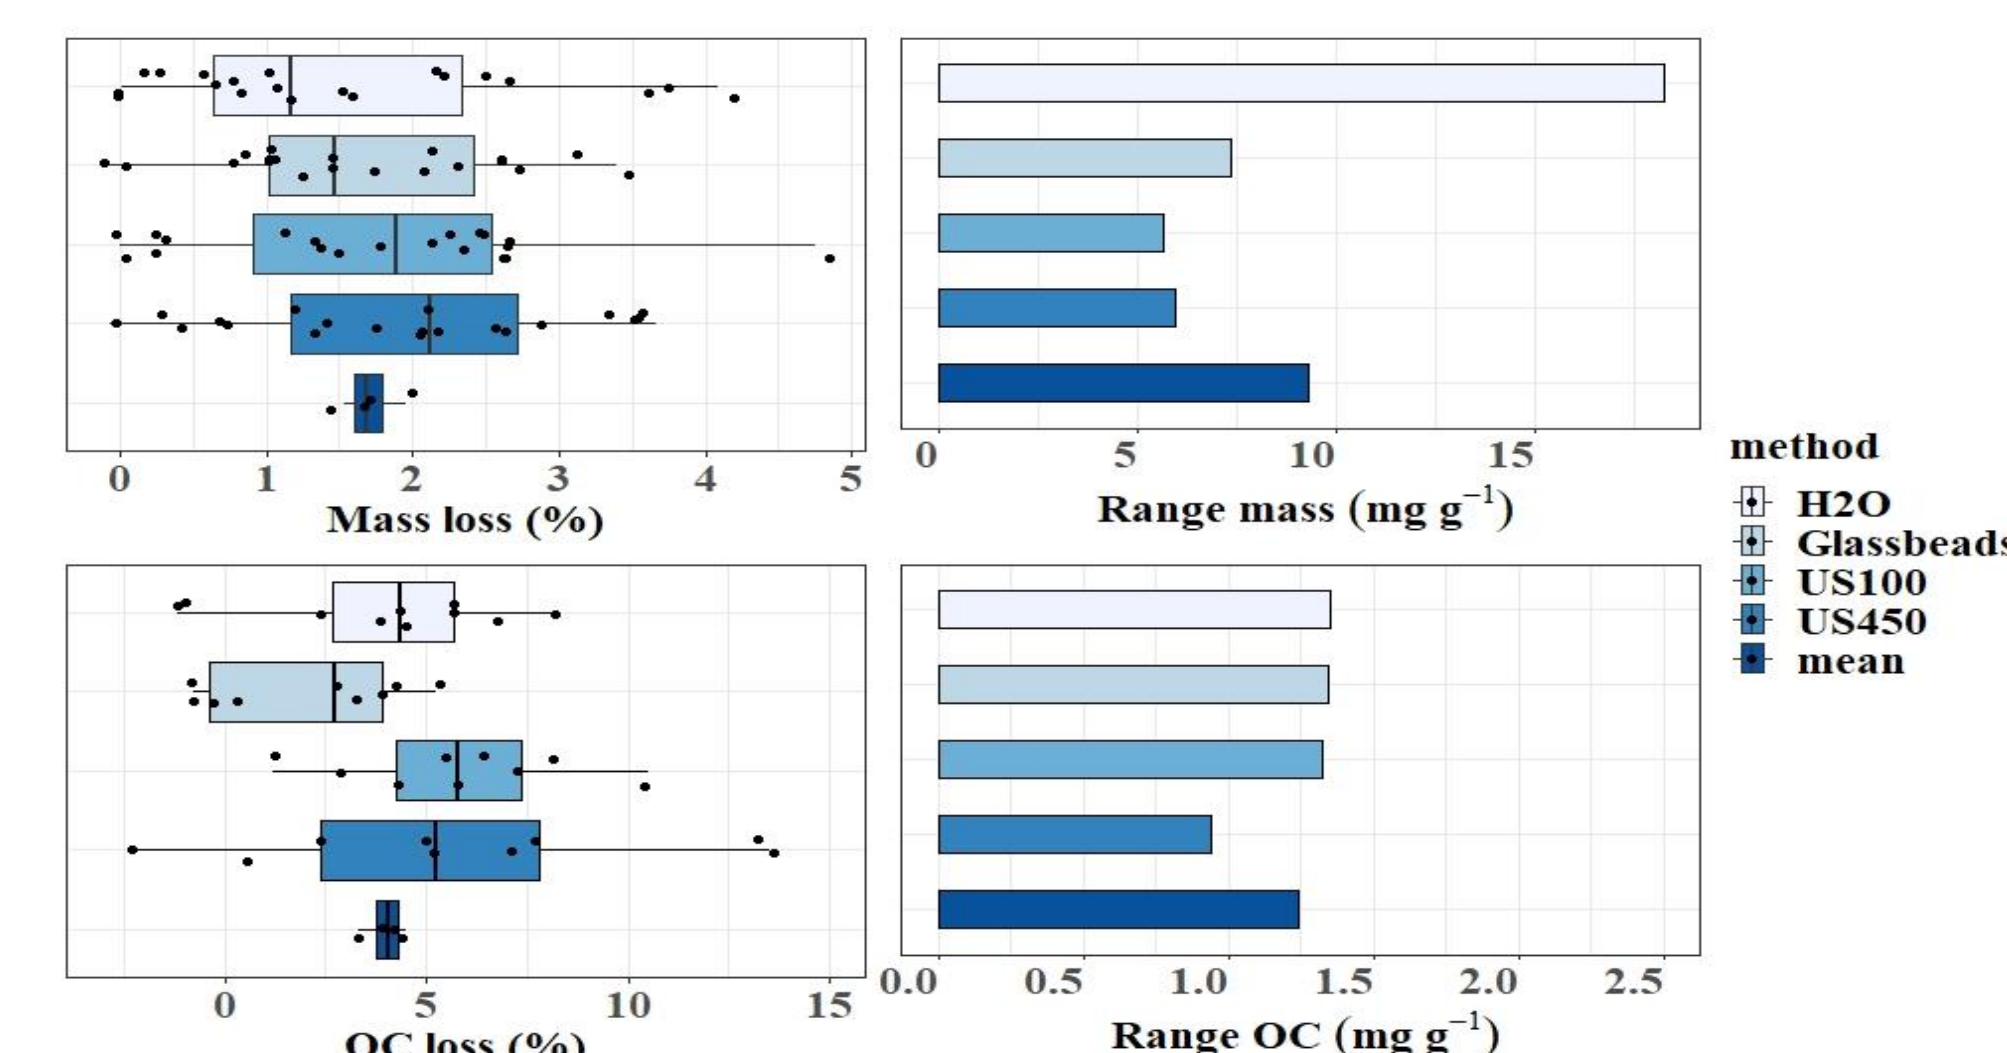 0 1 2 3 4 5
Mass loss (%)
0 5 10 15
Range mass (mg g⁻¹)
method
H2O
Glassbeads
US100
US450
mean
0 5 10 15
OC loss (%)
0.0 0.5 1.0 1.5 2.0 2.5
Range OC (mg g⁻¹)